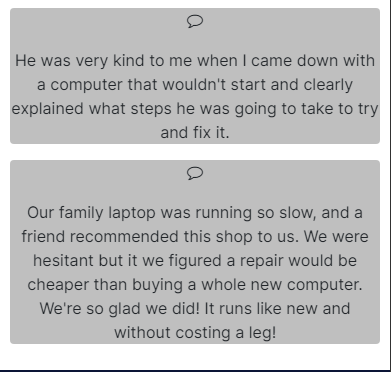 He was very kind to me when I came down with
a computer that wouldn't start and clearly
explained what steps he was going to take to try
and fix it.
Our family laptop was running so slow, and a
friend recommended this shop to us. We were
hesitant but it we figured a repair would be
cheaper than buying a whole new computer.
We're so glad we did! It runs like new and
without costing a leg!